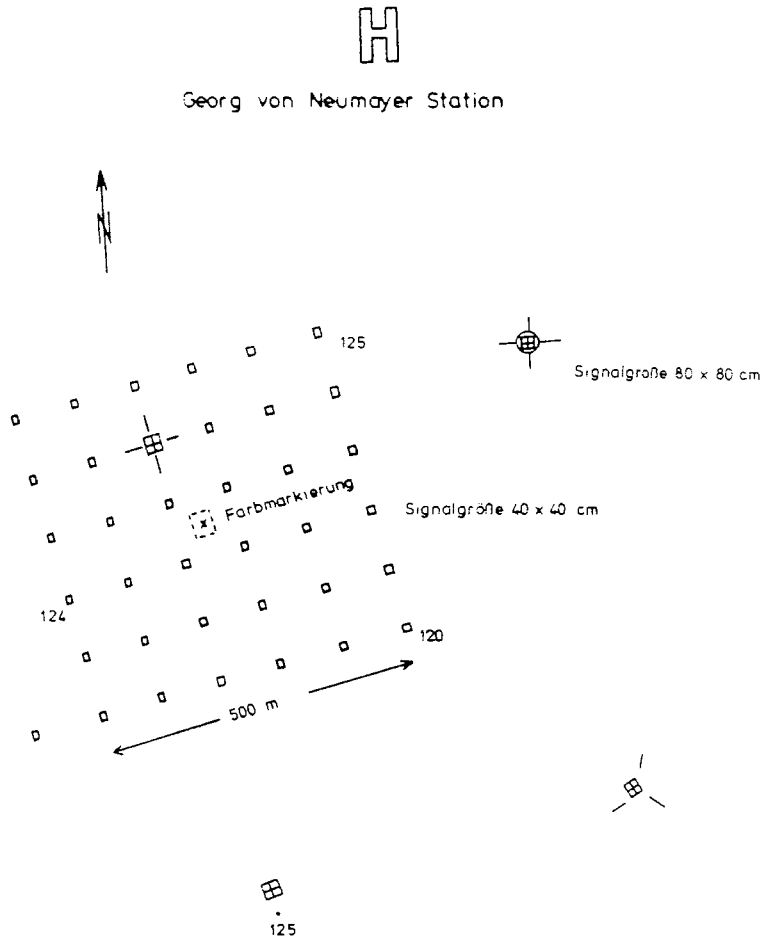 H
Georg von Neumayer Station
N
125
Signalgröße 80 x 80 cm
Farbmarkierung
Signalgröße 40 x 40 cm
124
120
500 m
125